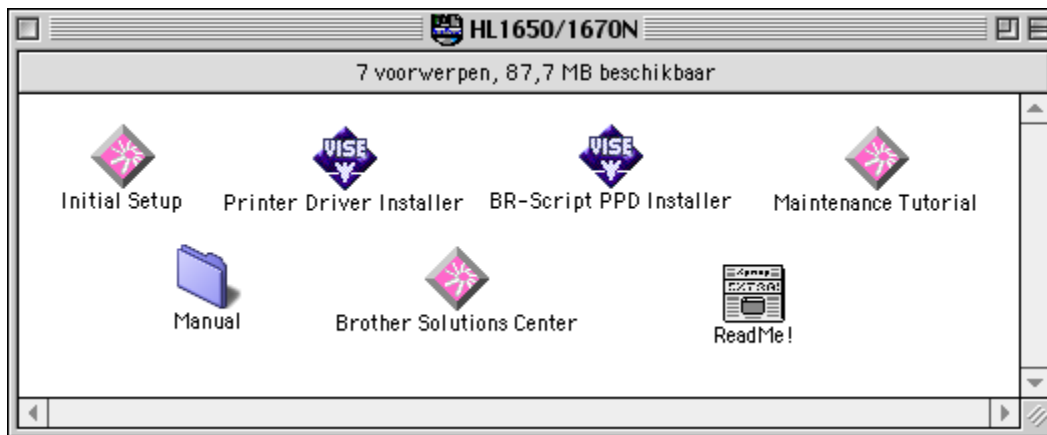 HL1650/1670N
7 voorwerpen, 87,7 MB beschikbaar
VISE
VISE
Initial Setup
Printer Driver Installer
BR-Script PPD Installer
Maintenance Tutorial
EXTRA!
Manual
Brother Solutions Center
ReadMe!